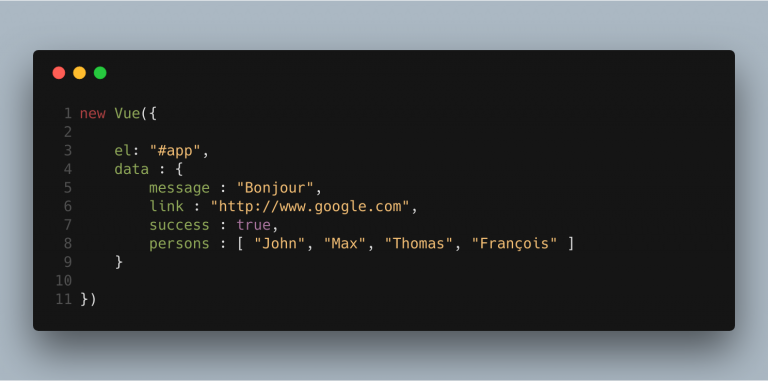 1 new Vue({
2
3     el: "#app",
4     data : {
5         message : "Bonjour",
6         link : "http://www.google.com",
7         success : true,
8         persons : [ "John", "Max", "Thomas", "François" ]
9     }
10
11 })